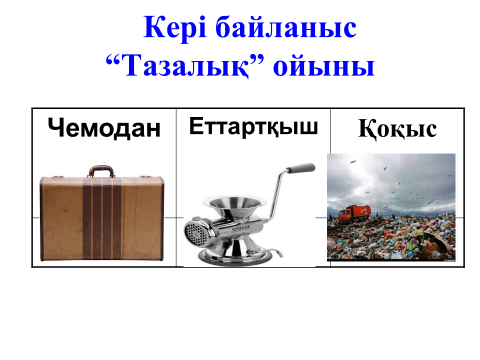 Кері байланыс
“Тазалық” ойыны
Чемодан
Еттартқыш
Қоқыс